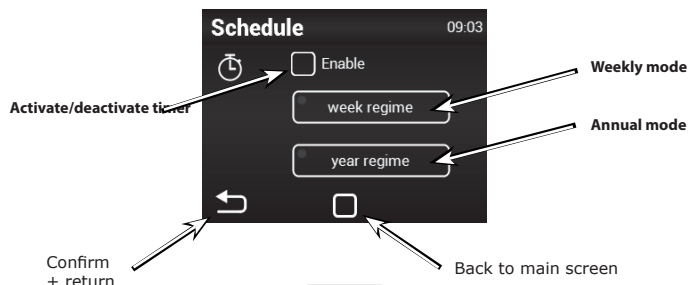 Schedule 09:03
Enable
Weekly mode
Activate/deactivate timer
week regime
Annual mode
year regime
Confirm
+ return
Back to main screen